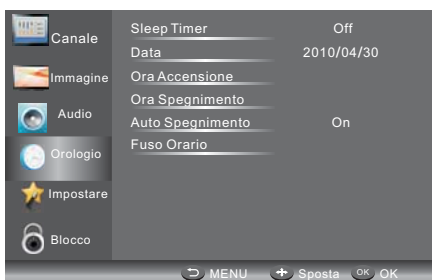 Canale
Immagine
Audio
Orologio
Impostare
Blocco
Sleep Timer Off
Data 2010/04/30
Ora Accensione
Ora Spegnimento
Auto Spegnimento On
Fuso Orario
MENU Sposta OK OK